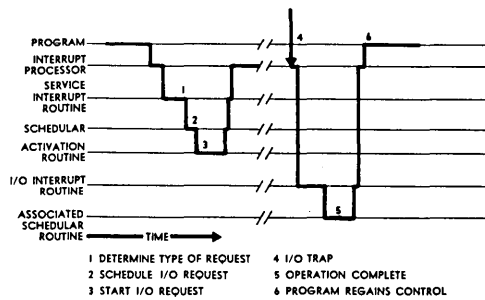 PROGRAM
INTERRUPT
PROCESSOR
SERVICE
INTERRUPT
ROUTINE
SCHEDULAR
ACTIVATION
ROUTINE
I/O INTERRUPT
ROUTINE
ASSOCIATED
SCHEDULAR
ROUTINE
TIME
1
2
3
4
5
6
1 DETERMINE TYPE OF REQUEST
2 SCHEDULE I/O REQUEST
3 START I/O REQUEST
4 I/O TRAP
5 OPERATION COMPLETE
6 PROGRAM REGAINS CONTROL